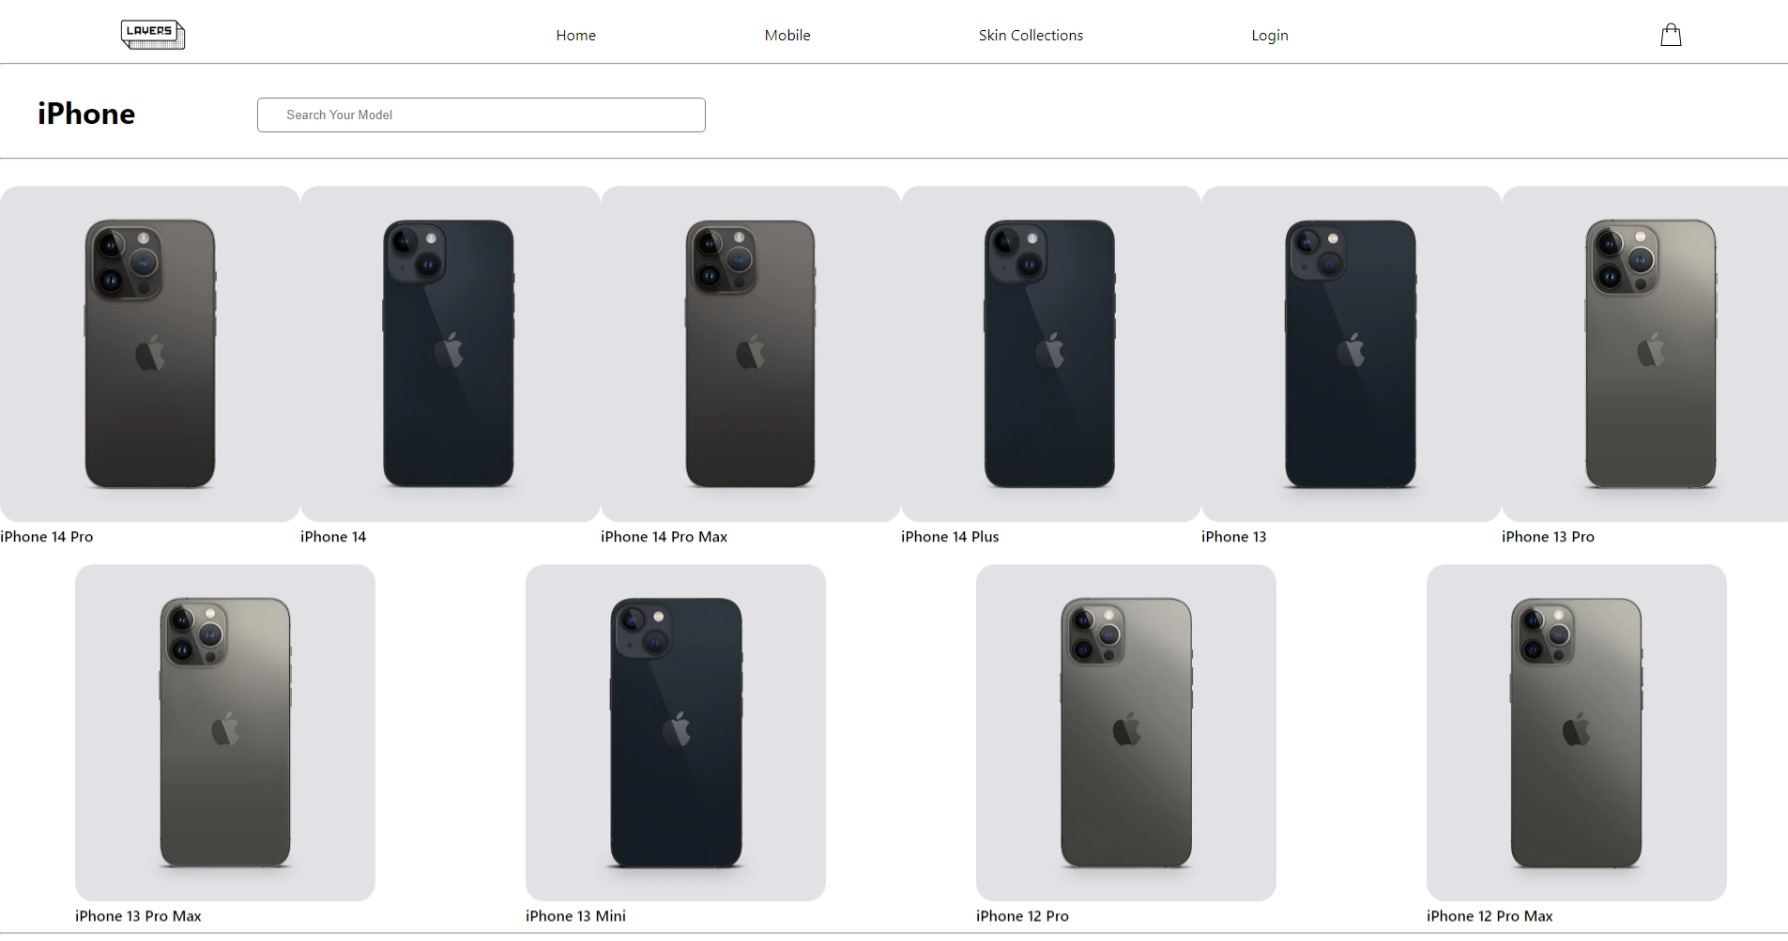 LAYERS
Home
Mobile
Skin Collections
Login
iPhone
Search Your Model
iPhone 14 Pro
iPhone 14
iPhone 14 Pro Max
iPhone 14 Plus
iPhone 13
iPhone 13 Pro
iPhone 13 Pro Max
iPhone 13 Mini
iPhone 12 Pro
iPhone 12 Pro Max